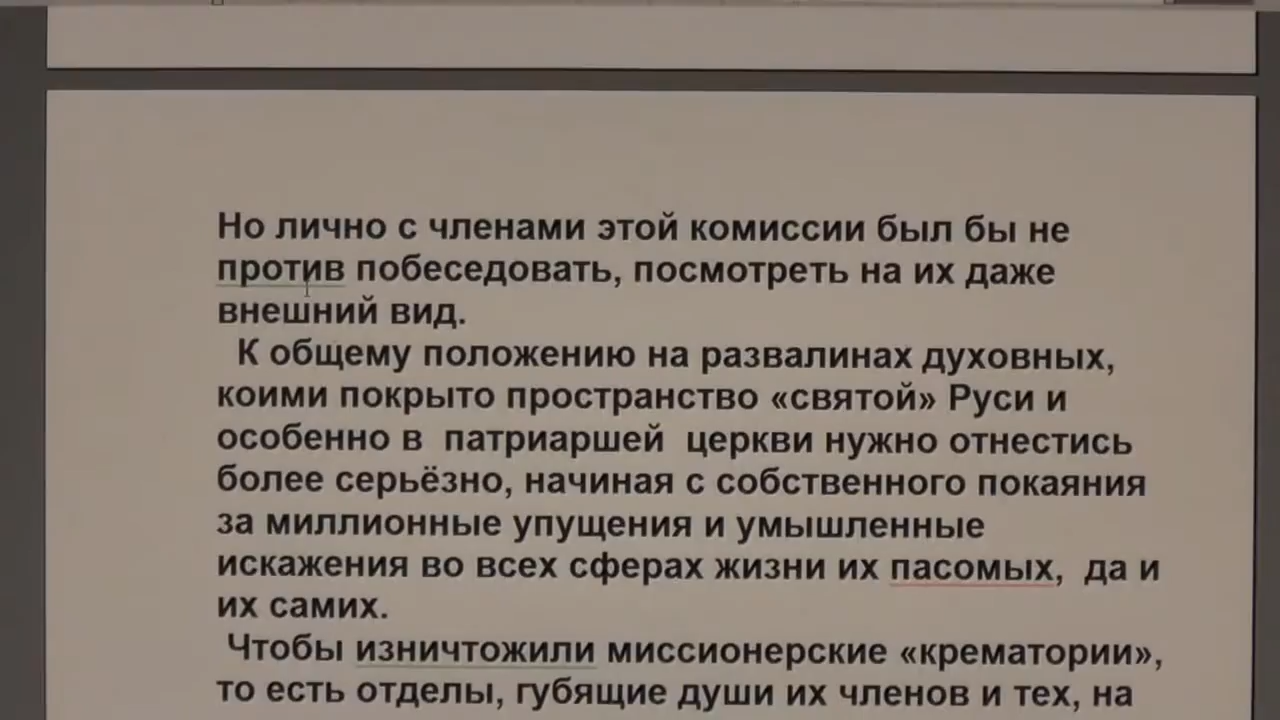 Но лично с членами этой комиссии был бы не
против побеседовать, посмотреть на их даже
внешний вид.
К общему положению на развалинах духовных,
коими покрыто пространство «святой» Руси и
особенно в патриаршей церкви нужно отнестись
более серьёзно, начиная с собственного покаяния
за миллионные упущения и умышленные
искажения во всех сферах жизни их пасомых, да и
их самих.
Чтобы изничтожили миссионерские «крематории»,
то есть отделы, губящие души их членов и тех, на